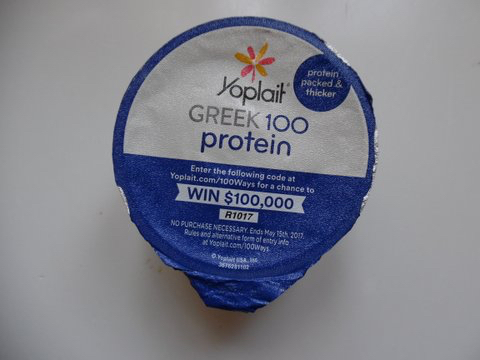 Yoplait
protein
packed &
thicker
GREEK 100
protein
Enter the following code at
Yoplait.com/100Ways for a chance to
WIN $100,000
R1017
NO PURCHASE NECESSARY. Ends May 15th, 2017.
Rules and alternative form of entry info
at Yoplait.com/100Ways.
© Yoplait USA, Inc.